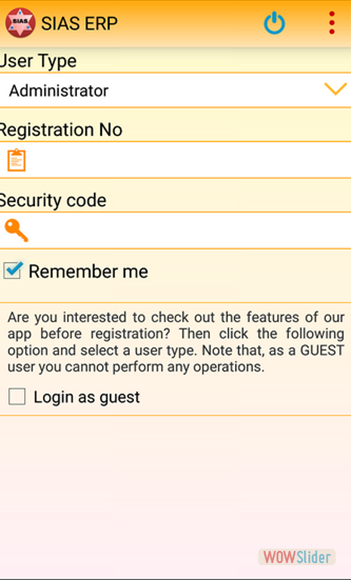 SIAS
SIAS ERP
User Type
Administrator
Registration No
Security code
Remember me
Are you interested to check out the features of our
app before registration? Then click the following
option and select a user type. Note that, as a GUEST
user you cannot perform any operations.
Login as guest
WOWSlider